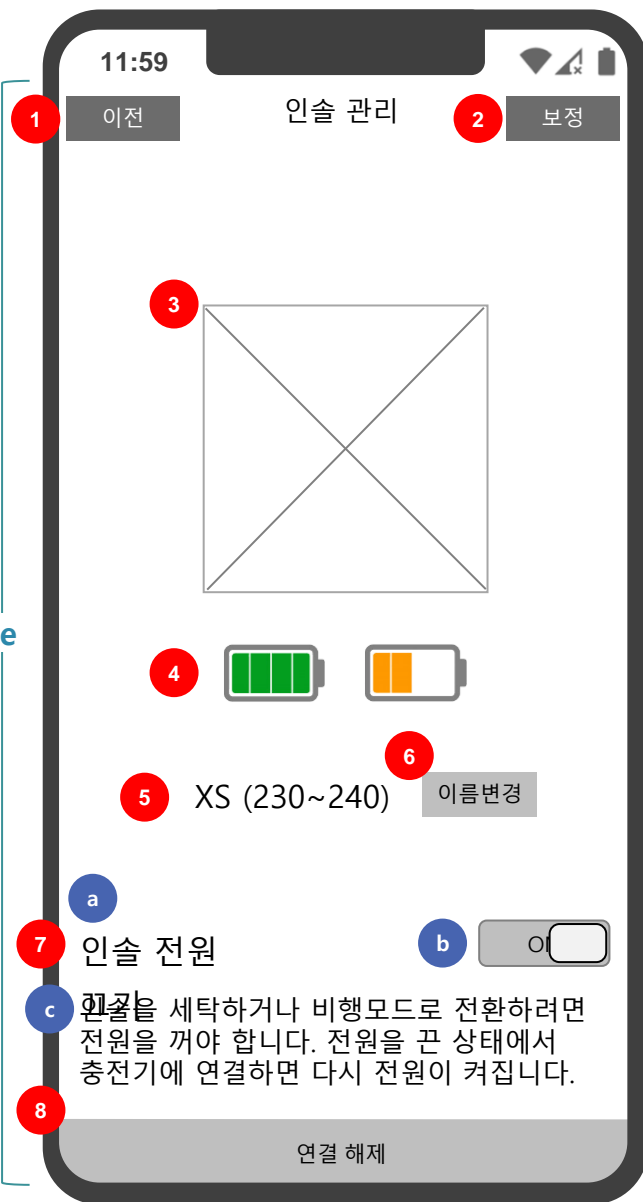 11:59
1
이전
인솔 관리
2
보정
3
e
4
6
5
XS (230~240)
이름변경
a
7
인솔 전원
끄기
b
c
인솔을 세탁하거나 비행모드로 전환하려면
전원을 꺼야 합니다. 전원을 끈 상태에서
충전기에 연결하면 다시 전원이 켜집니다.
8
연결 해제